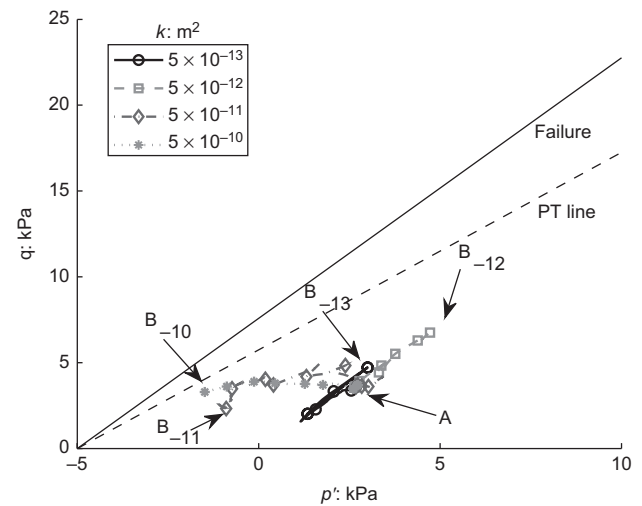 k: m²
5 × 10⁻¹³
5 × 10⁻¹²
5 × 10⁻¹¹
5 × 10⁻¹⁰
25
20
15
10
5
0
q: kPa
Failure
PT line
B₋₁₂
B₋₁₃
B₋₁₀
B₋₁₁
A
−5
0
5
10
p′: kPa